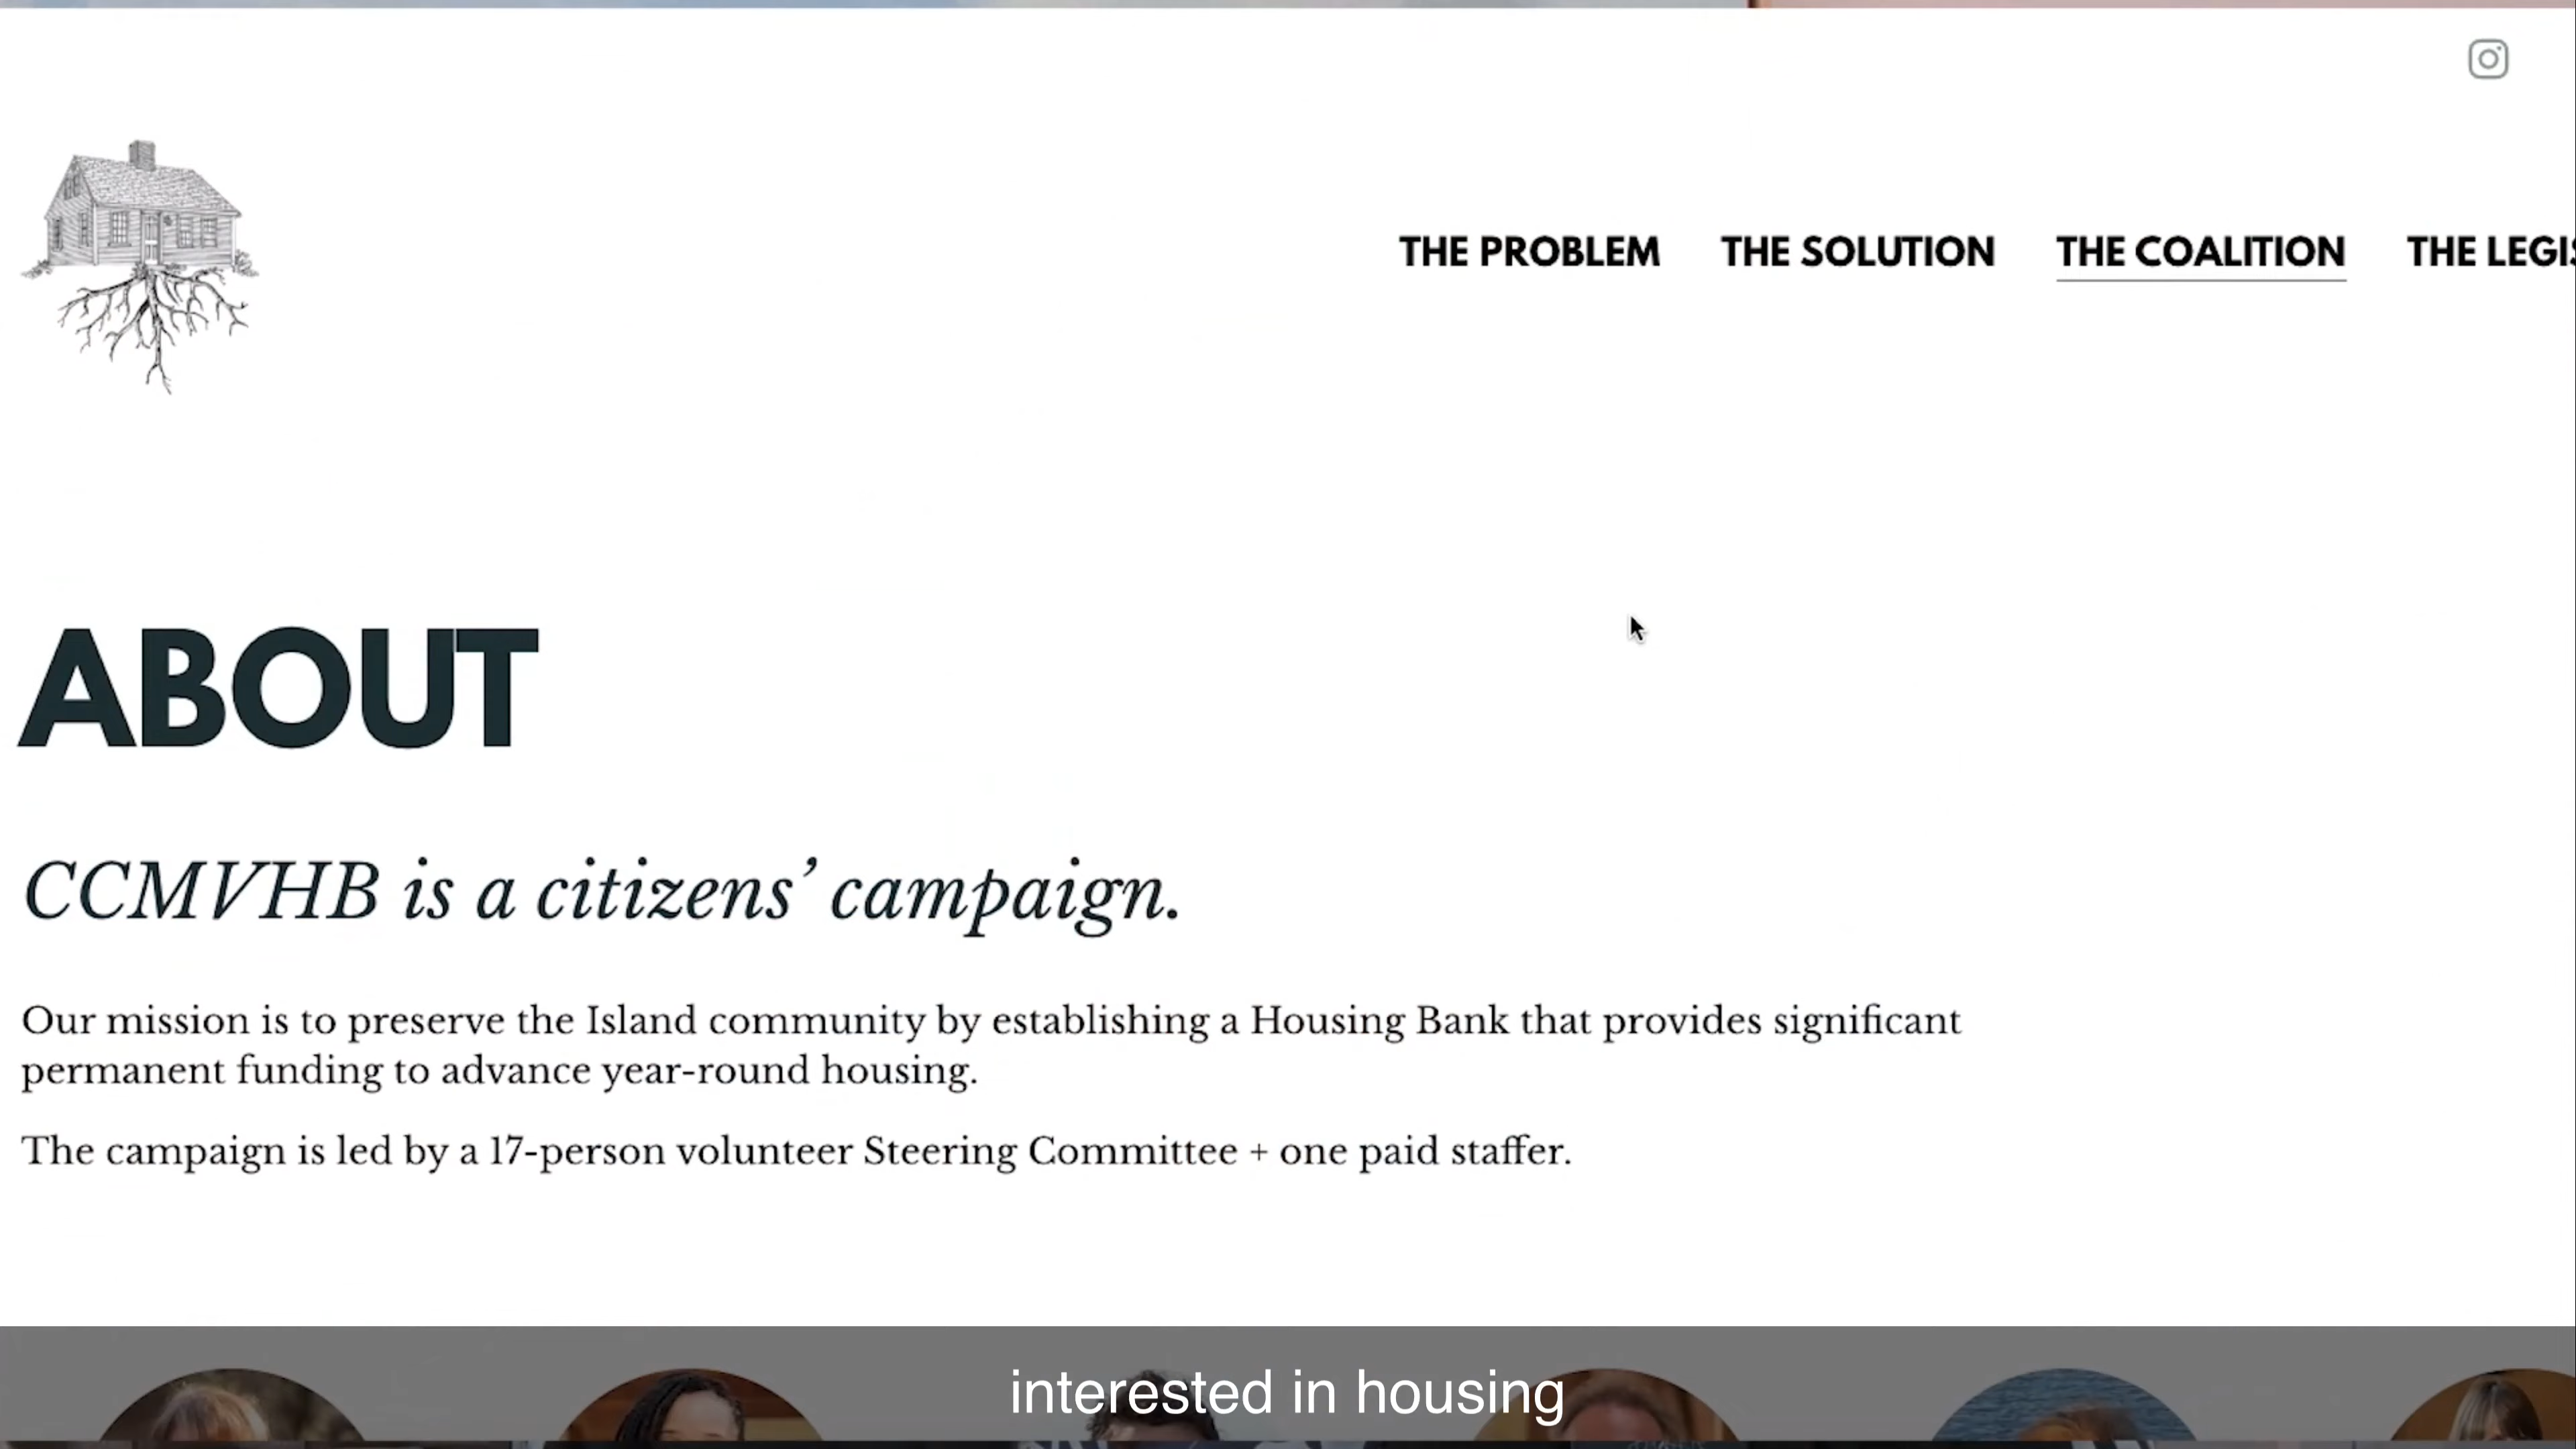 THE PROBLEM THE SOLUTION THE COALITION THE LEGIS
ABOUT
CCMVHB is a citizens’ campaign.
Our mission is to preserve the Island community by establishing a Housing Bank that provides significant
permanent funding to advance year-round housing.
The campaign is led by a 17-person volunteer Steering Committee + one paid staffer.
interested in housing